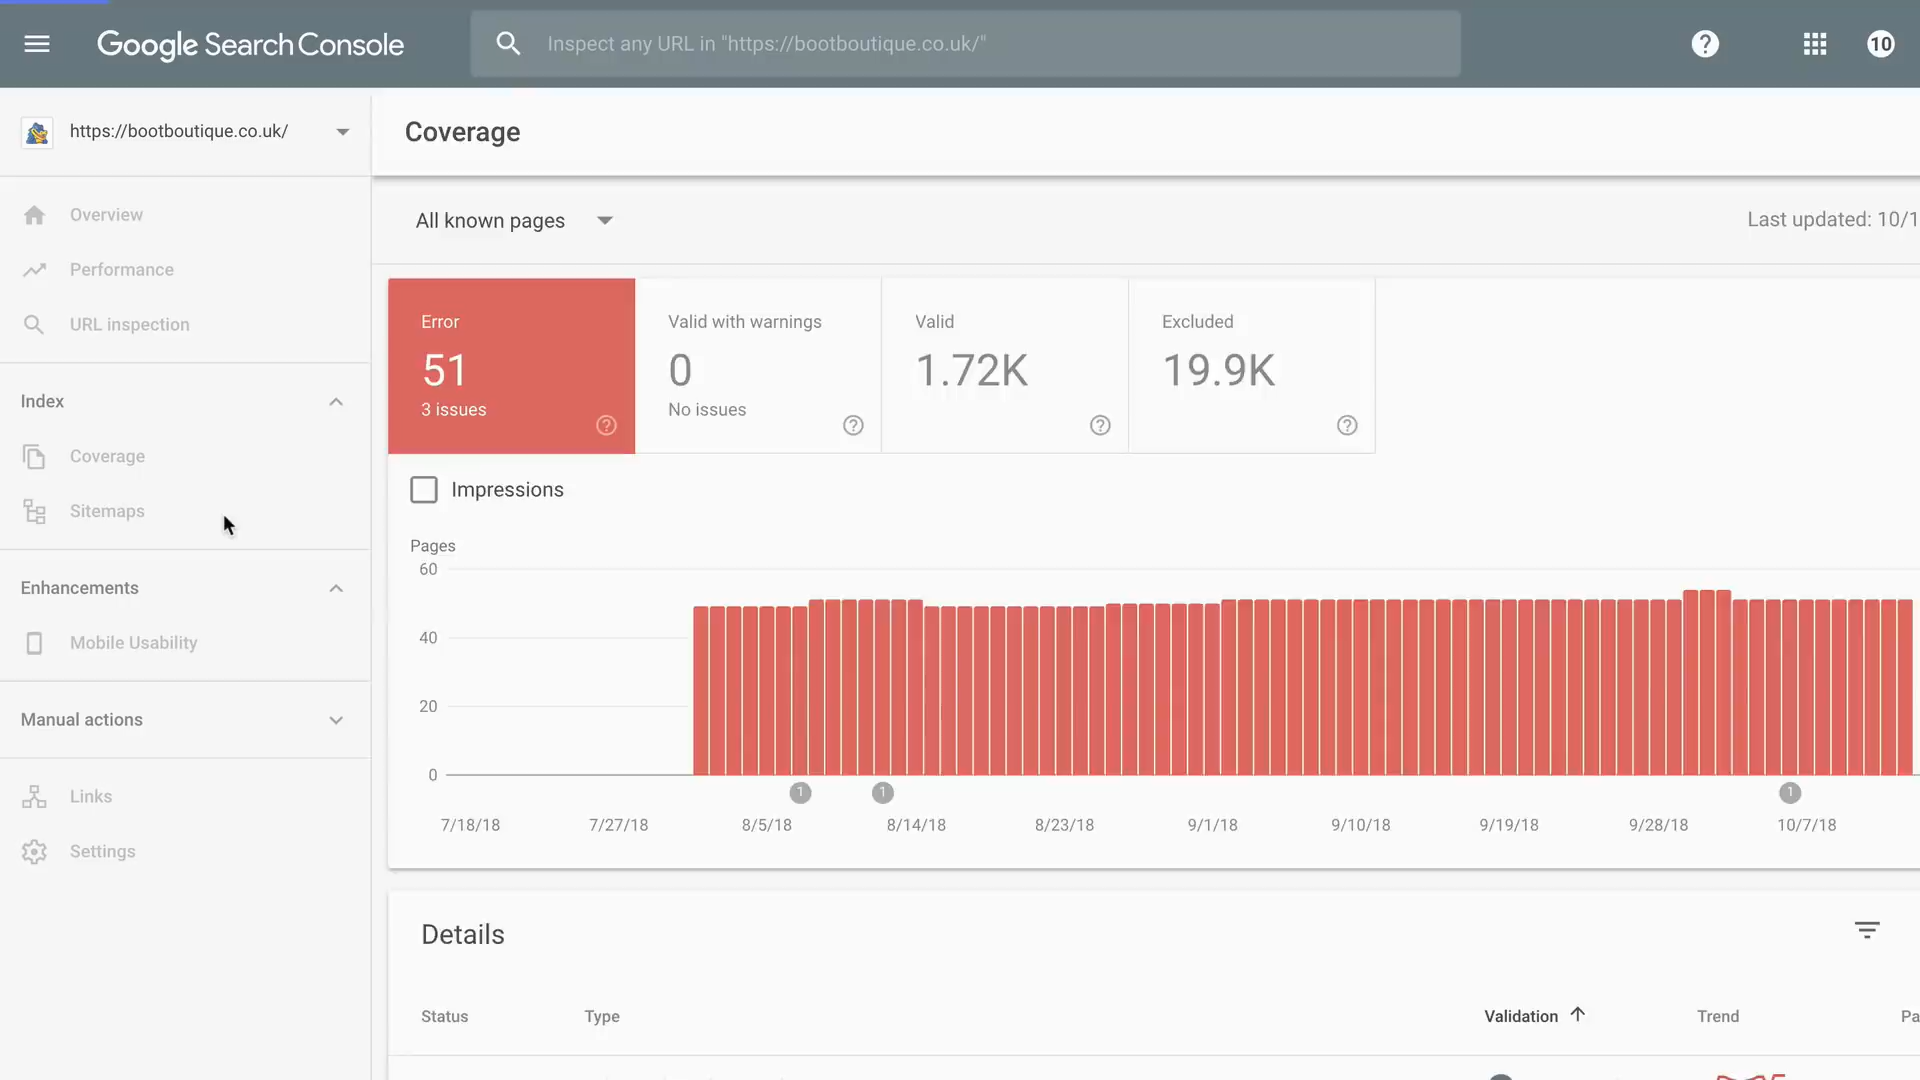 Google Search Console
Inspect any URL in "https://bootboutique.co.uk/"
10
https://bootboutique.co.uk/
Overview
Performance
URL inspection
Index
Coverage
Sitemaps
Enhancements
Mobile Usability
Manual actions
Links
Settings
Coverage
All known pages
Last updated: 10/1
Error
51
3 issues
Valid with warnings
0
No issues
Valid
1.72K
Excluded
19.9K
Impressions
Pages
60
40
20
0
1
1
1
7/18/18
7/27/18
8/5/18
8/14/18
8/23/18
9/1/18
9/10/18
9/19/18
9/28/18
10/7/18
Details
Status
Type
Validation
Trend
Pa